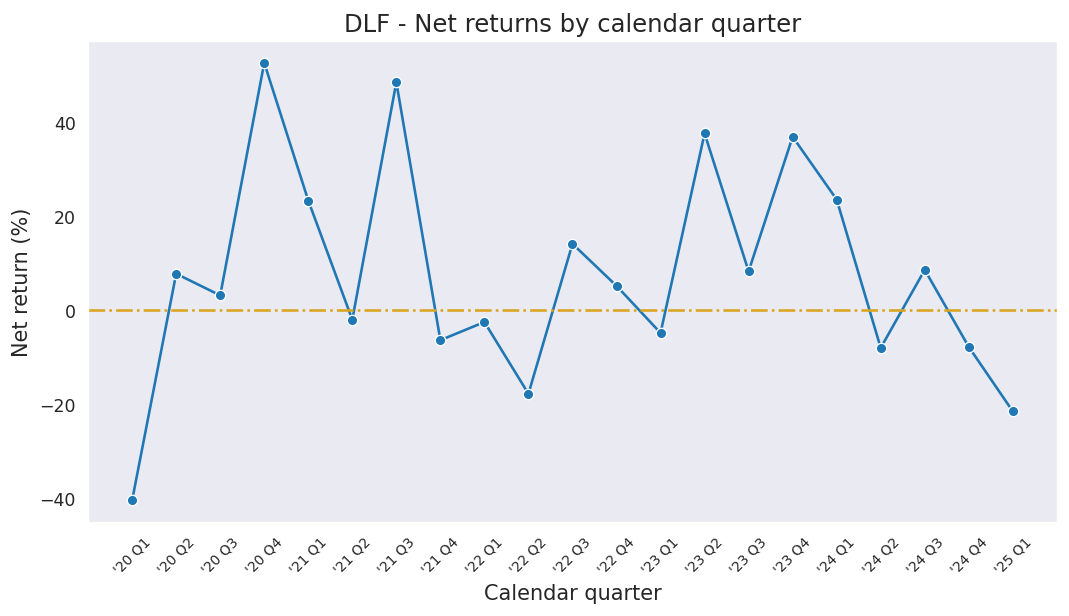 DLF - Net returns by calendar quarter
Net return (%)
40
20
0
−20
−40
'20 Q1
'20 Q2
'20 Q3
'20 Q4
'21 Q1
'21 Q2
'21 Q3
'21 Q4
'22 Q1
'22 Q2
'22 Q3
'22 Q4
'23 Q1
'23 Q2
'23 Q3
'23 Q4
'24 Q1
'24 Q2
'24 Q3
'24 Q4
'25 Q1
Calendar quarter